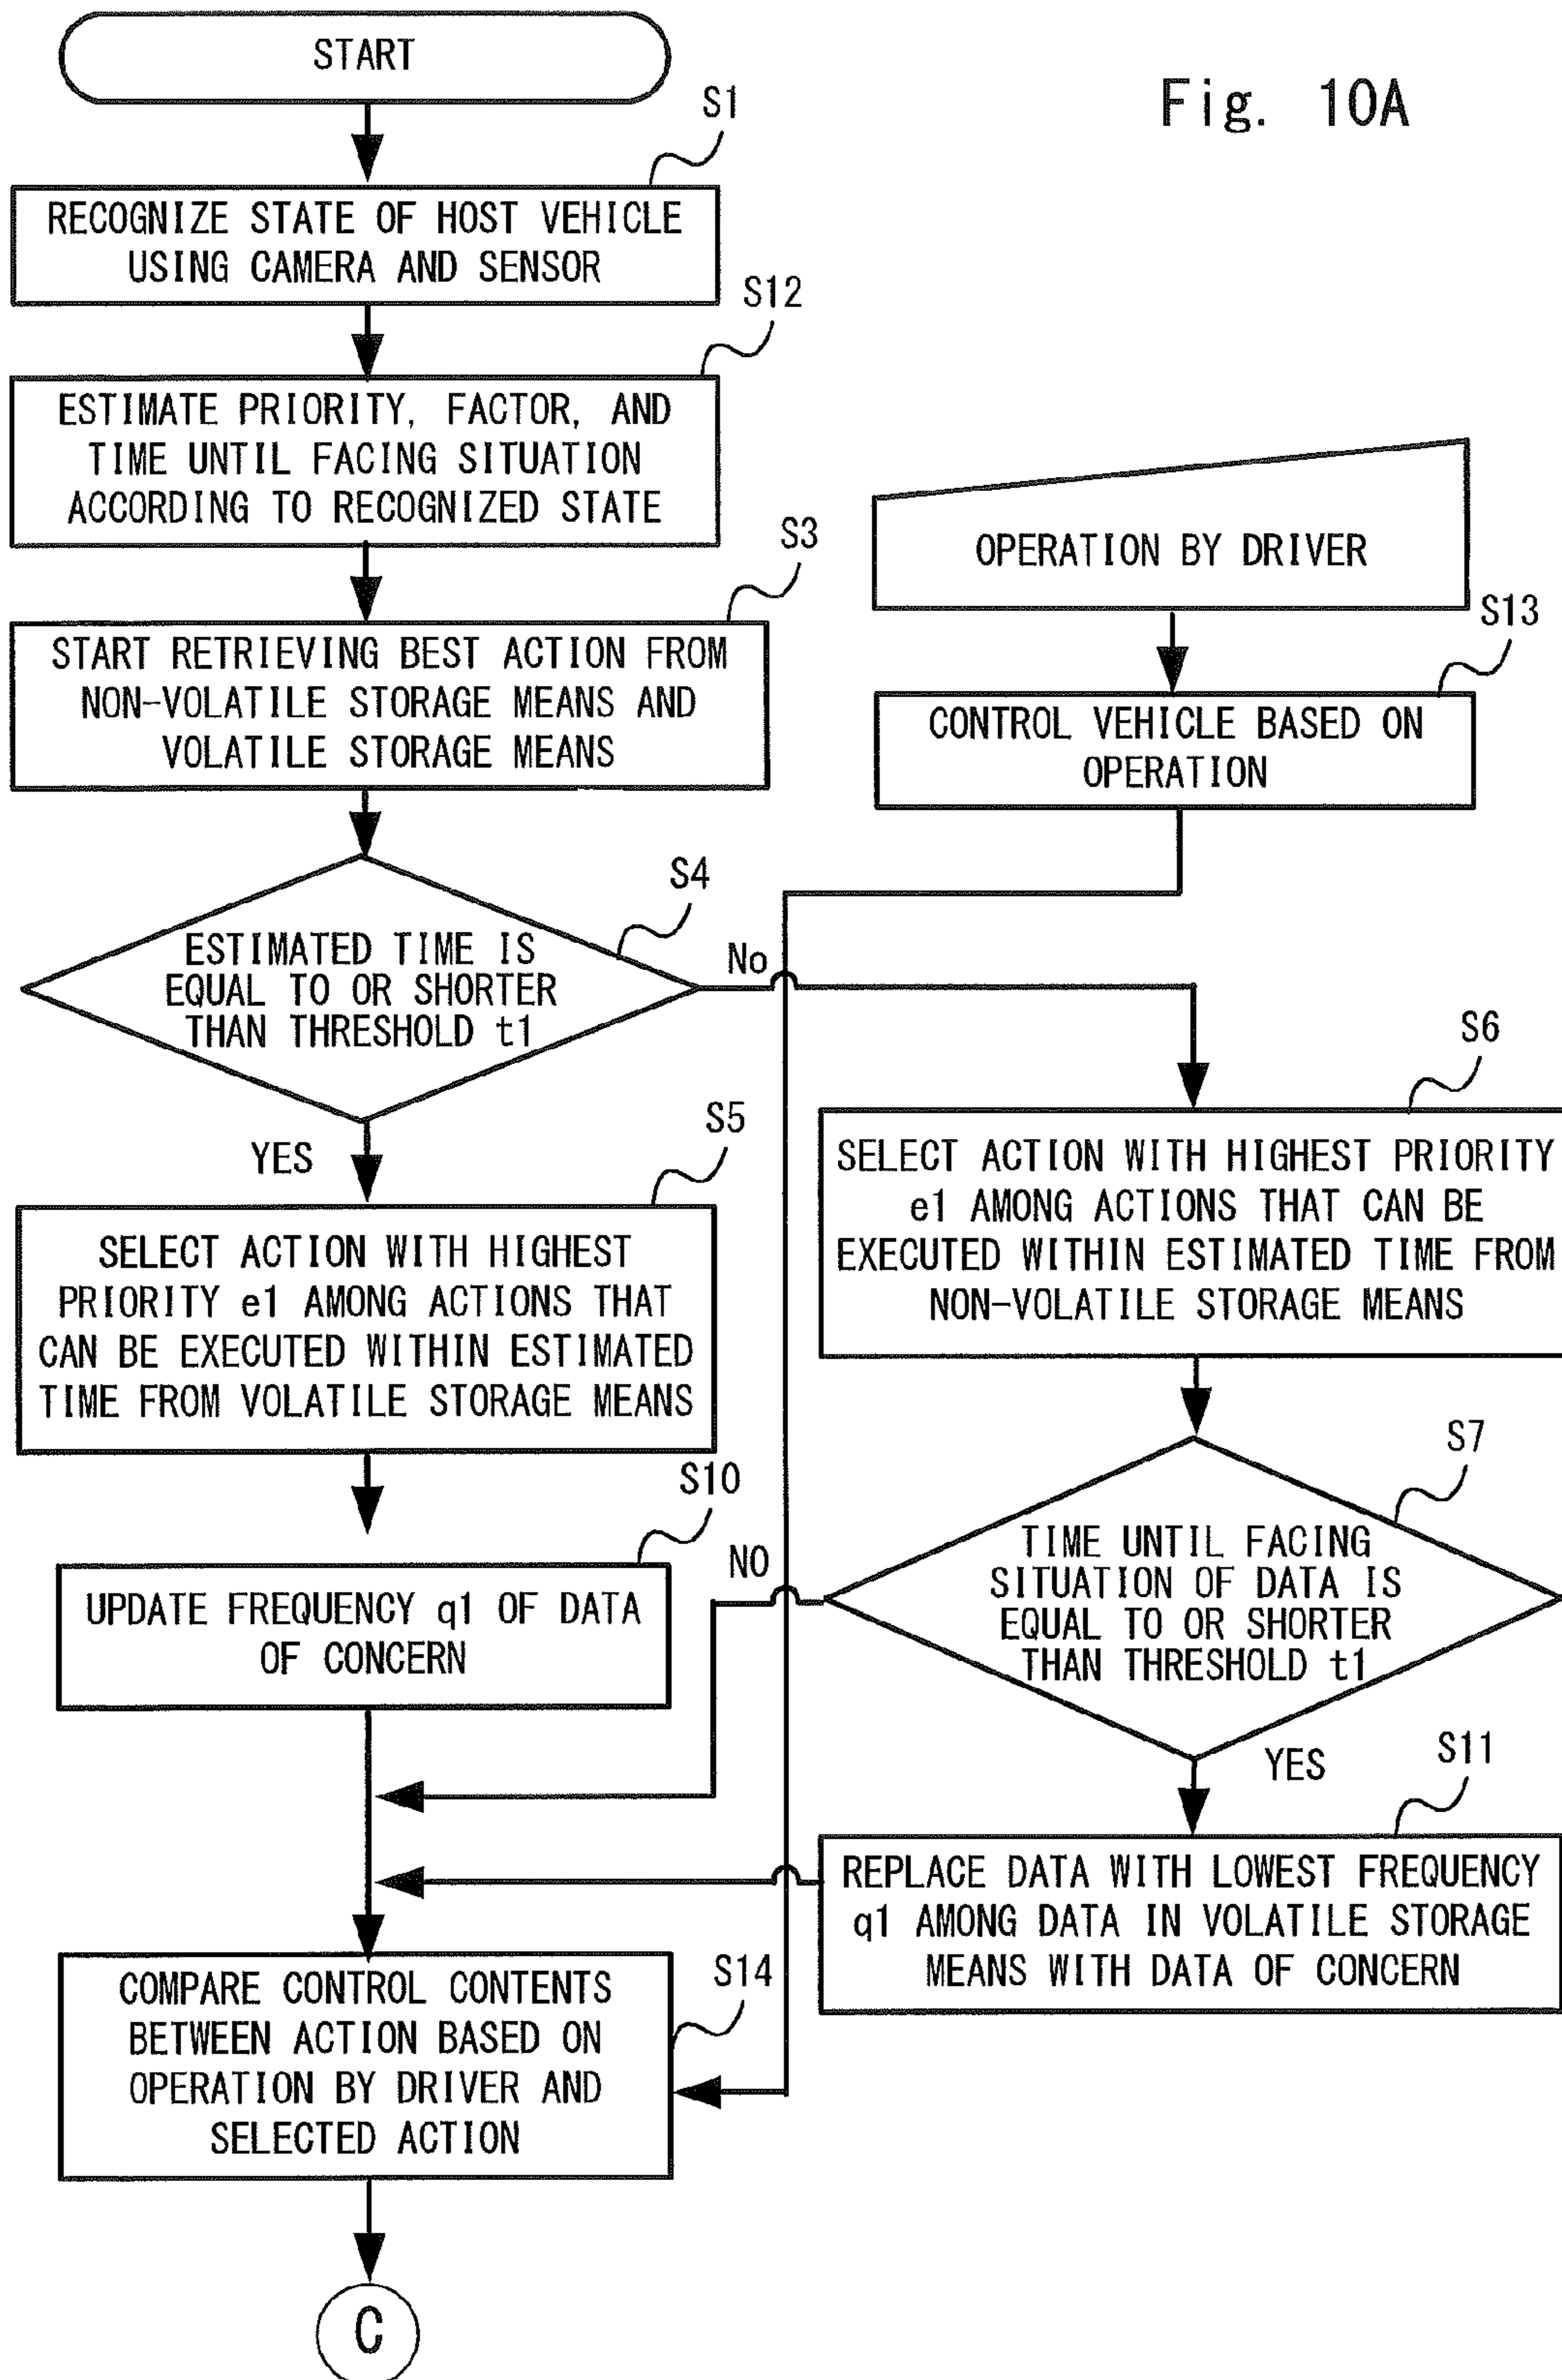 START
Fig. 10A
S1
RECOGNIZE STATE OF HOST VEHICLE
USING CAMERA AND SENSOR
S12
ESTIMATE PRIORITY, FACTOR, AND
TIME UNTIL FACING SITUATION
ACCORDING TO RECOGNIZED STATE
S3
START RETRIEVING BEST ACTION FROM
NON-VOLATILE STORAGE MEANS AND
VOLATILE STORAGE MEANS
OPERATION BY DRIVER
S13
CONTROL VEHICLE BASED ON
OPERATION
S4
ESTIMATED TIME IS
EQUAL TO OR SHORTER
THAN THRESHOLD t1
No
YES
S5
SELECT ACTION WITH HIGHEST
PRIORITY e1 AMONG ACTIONS THAT
CAN BE EXECUTED WITHIN ESTIMATED
TIME FROM VOLATILE STORAGE MEANS
S6
SELECT ACTION WITH HIGHEST PRIORITY
e1 AMONG ACTIONS THAT CAN BE
EXECUTED WITHIN ESTIMATED TIME FROM
NON-VOLATILE STORAGE MEANS
S10
UPDATE FREQUENCY q1 OF DATA
OF CONCERN
S7
TIME UNTIL FACING
SITUATION OF DATA IS
EQUAL TO OR SHORTER
THAN THRESHOLD t1
NO
YES
S11
REPLACE DATA WITH LOWEST FREQUENCY
q1 AMONG DATA IN VOLATILE STORAGE
MEANS WITH DATA OF CONCERN
S14
COMPARE CONTROL CONTENTS
BETWEEN ACTION BASED ON
OPERATION BY DRIVER AND
SELECTED ACTION
C